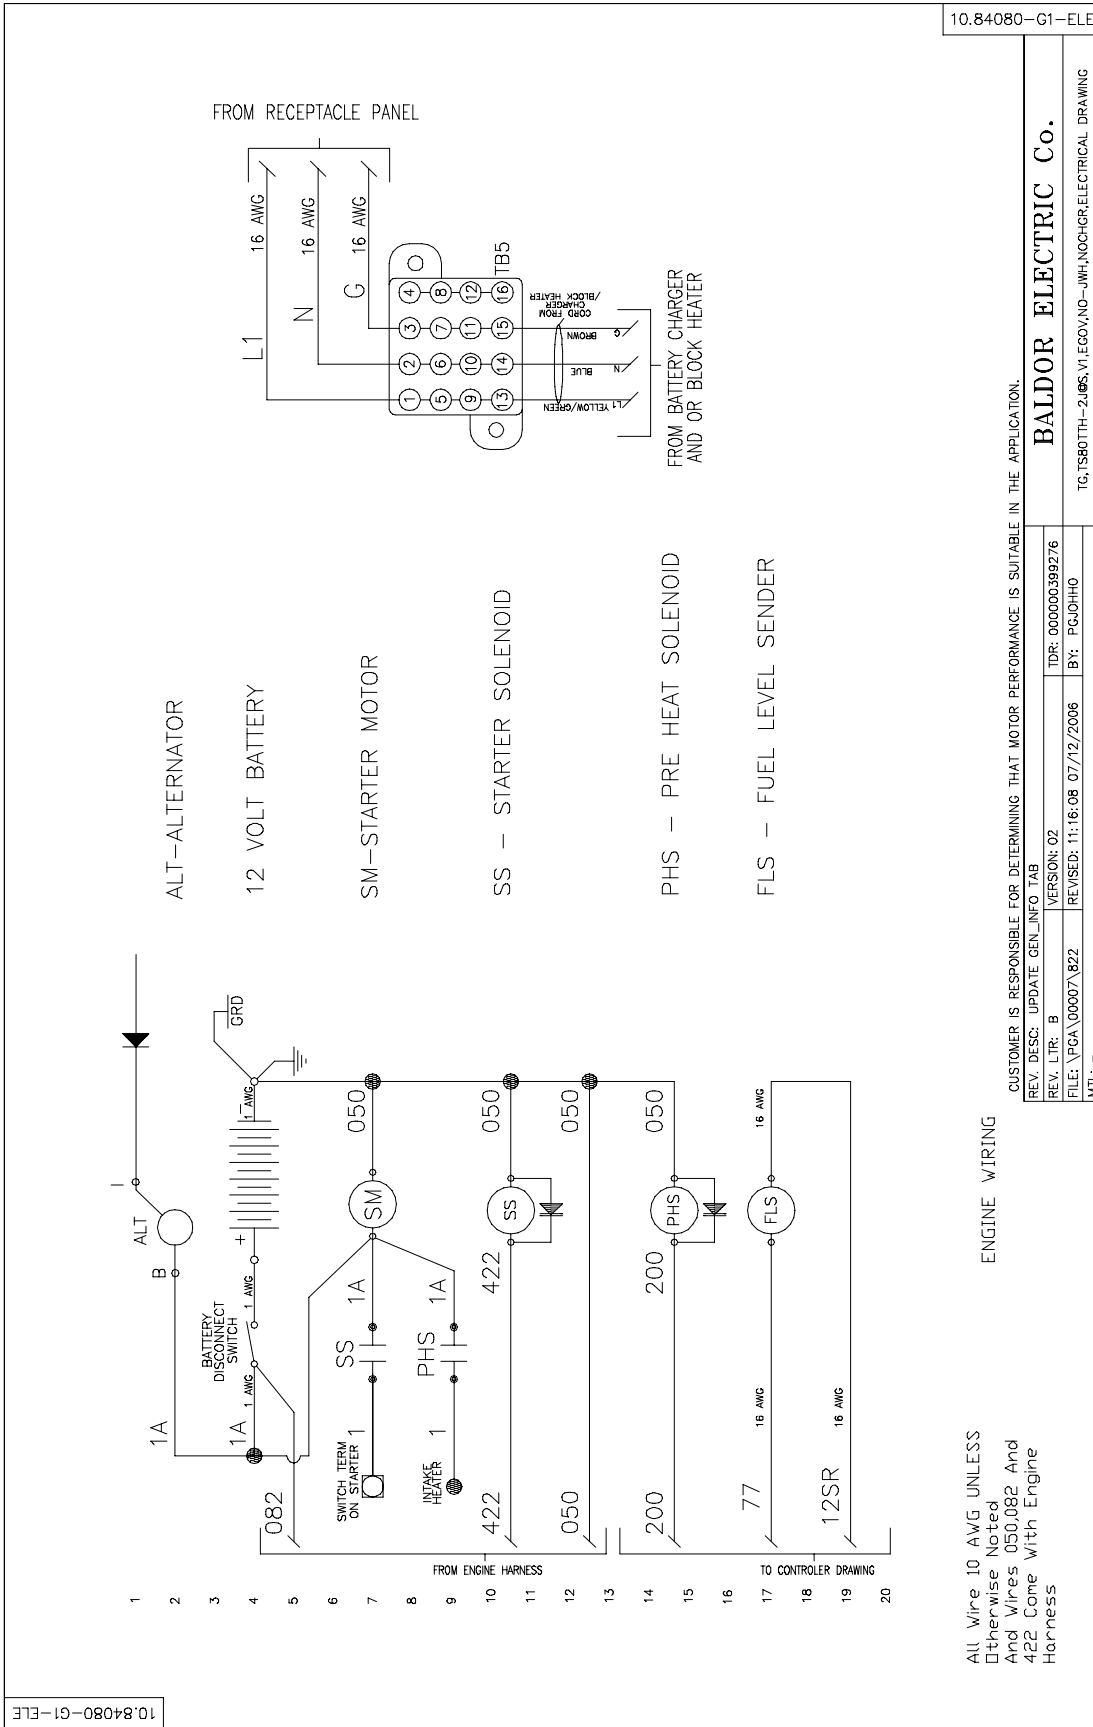 10.84080-G1-ELE
FROM RECEPTACLE PANEL
16 AWG
16 AWG
16 AWG
L1
N
G
1 2 3 4
5 6 7 8
9 10 11 12
13 14 15 16
TB5
YELLOW/GREEN
BLUE
BROWN
CORD FROM
CHARGER
/BLOCK HEATER
L1
N
G
FROM BATTERY CHARGER
AND OR BLOCK HEATER
ALT-ALTERNATOR
12 VOLT BATTERY
SM-STARTER MOTOR
SS - STARTER SOLENOID
PHS - PRE HEAT SOLENOID
FLS - FUEL LEVEL SENDER
I
ALT
B
1A
GRD
1 AWG
-
+
1 AWG
BATTERY
DISCONNECT
SWITCH
1 AWG
1A
082
050
SM
1A
SS
1
SWITCH TERM
ON STARTER
1A
PHS
1
INTAKE
HEATER
050
SS
422
422
050
050
050
PHS
200
200
16 AWG
FLS
16 AWG
77
16 AWG
12SR
FROM ENGINE HARNESS
TO CONTROLER DRAWING
1
2
3
4
5
6
7
8
9
10
11
12
13
14
15
16
17
18
19
20
ENGINE WIRING
All Wire 10 AWG UNLESS
Otherwise Noted
And Wires 050,082 And
422 Come With Engine
Harness
CUSTOMER IS RESPONSIBLE FOR DETERMINING THAT MOTOR PERFORMANCE IS SUITABLE IN THE APPLICATION.
REV. DESC: UPDATE GEN_INFO TAB
REV. LTR: B
VERSION: 02
TDR: 000000399276
FILE: \PGA\00007\822
REVISED: 11:16:08 07/12/2006
BY: PGJOHHO
BALDOR ELECTRIC Co.
10.84080-G1-ELE